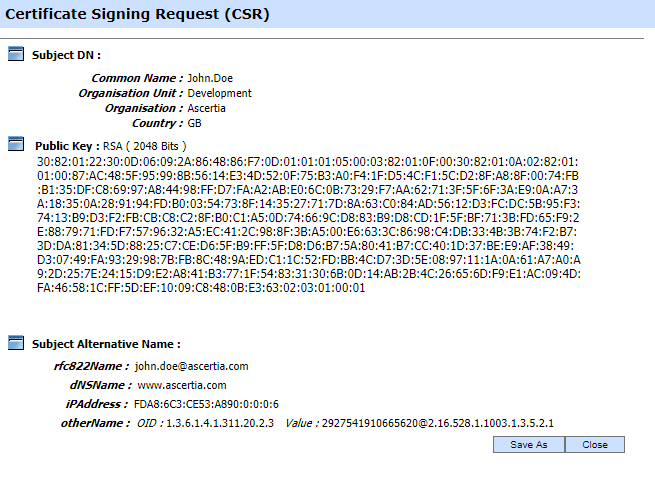 Certificate Signing Request (CSR)
Subject DN :
Common Name : John.Doe
Organisation Unit : Development
Organisation : Ascertia
Country : GB
Public Key : RSA ( 2048 Bits )
30:82:01:22:30:0D:06:09:2A:86:48:86:F7:0D:01:01:01:05:00:03:82:01:0F:00:30:82:01:0A:02:82:01:
01:00:87:AC:48:5F:95:99:8B:56:14:E3:4D:52:0F:75:B3:A0:F4:1F:D5:4C:F1:5C:D2:8F:A8:8F:00:74:FB
:B1:35:DF:C8:69:97:A8:44:98:FF:D7:FA:A2:AB:E0:6C:0B:73:29:F7:AA:62:71:3F:5F:6F:3A:E9:0A:A7:3
A:18:35:0A:28:91:94:FD:B0:03:54:73:8F:14:35:27:71:7D:8A:63:C0:84:AD:56:12:D3:FC:DC:5B:95:F3:
74:13:B9:D3:F2:FB:CB:C8:C2:8F:B0:C1:A5:0D:74:66:9C:D8:83:B9:D8:CD:1F:5F:BF:71:3B:FD:65:F9:2
E:88:79:71:FD:F7:57:96:32:A5:EC:41:2C:98:8F:3B:A5:00:E6:63:3C:86:98:C4:DB:33:4B:3B:74:F2:B7:
3D:DA:81:34:5D:88:25:C7:CE:D6:5F:B9:FF:5F:D8:D6:B7:5A:80:41:B7:CC:40:1D:37:BE:E9:AF:38:49:
D3:07:49:FA:93:29:98:7B:FB:8C:48:9A:ED:C1:1C:52:FD:BB:4C:D7:3D:5E:08:97:11:1A:0A:61:A7:A0:A
9:2D:25:7E:24:15:D9:E2:A8:41:B3:77:1F:54:83:31:30:6B:0D:14:AB:2B:4C:26:65:6D:F9:E1:AC:09:4D:
FA:46:58:1C:FF:5D:EF:10:09:C8:48:0B:E3:63:02:03:01:00:01
Subject Alternative Name :
rfc822Name : john.doe@ascertia.com
dNSName : www.ascertia.com
iPAddress : FDA8:6C3:CE53:A890:0:0:0:6
otherName : OID : 1.3.6.1.4.1.311.20.2.3 Value : 2927541910665620@2.16.528.1.1003.1.3.5.2.1
Save As Close